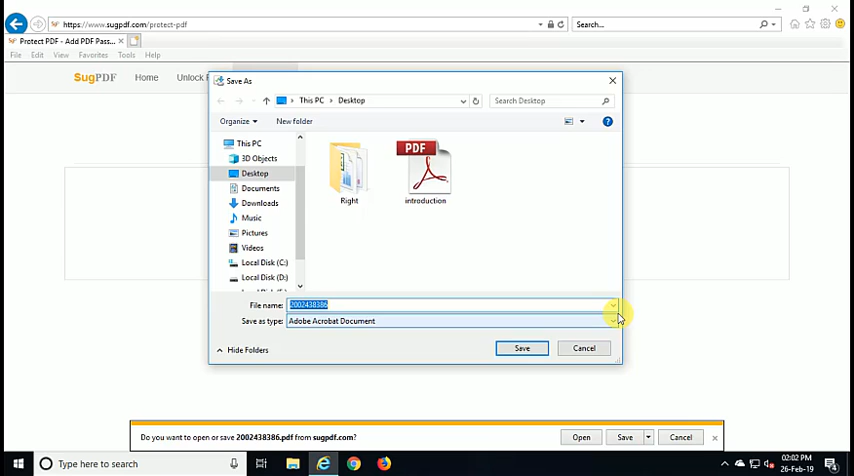 https://www.sugpdf.com/protect-pdf
Search...
Protect PDF - Add PDF Pass...
File Edit View Favorites Tools Help
SugPDF Home Unlock
Save As
This PC Desktop
Search Desktop
Organize New folder
This PC
3D Objects
Desktop
Documents
Downloads
Music
Pictures
Videos
Local Disk (C:)
Local Disk (D:)
PDF
Right
introduction
File name: 2002438386
Save as type: Adobe Acrobat Document
Hide Folders
Save Cancel
Do you want to open or save 2002438386.pdf from sugpdf.com?
Open Save Cancel
Type here to search
02:02 PM
26-Feb-19